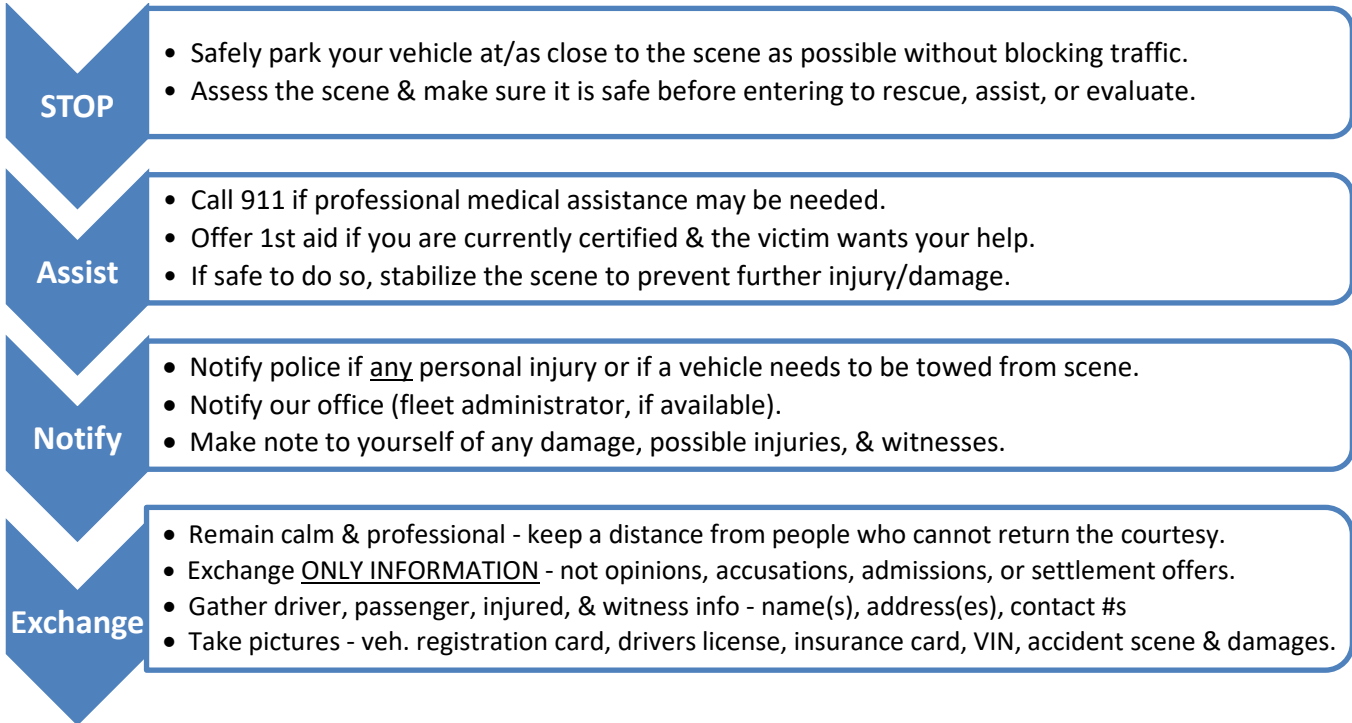 STOP
• Safely park your vehicle at/as close to the scene as possible without blocking traffic.
• Assess the scene & make sure it is safe before entering to rescue, assist, or evaluate.
Assist
• Call 911 if professional medical assistance may be needed.
• Offer 1st aid if you are currently certified & the victim wants your help.
• If safe to do so, stabilize the scene to prevent further injury/damage.
Notify
• Notify police if any personal injury or if a vehicle needs to be towed from scene.
• Notify our office (fleet administrator, if available).
• Make note to yourself of any damage, possible injuries, & witnesses.
Exchange
• Remain calm & professional - keep a distance from people who cannot return the courtesy.
• Exchange ONLY INFORMATION - not opinions, accusations, admissions, or settlement offers.
• Gather driver, passenger, injured, & witness info - name(s), address(es), contact #s
• Take pictures - veh. registration card, drivers license, insurance card, VIN, accident scene & damages.